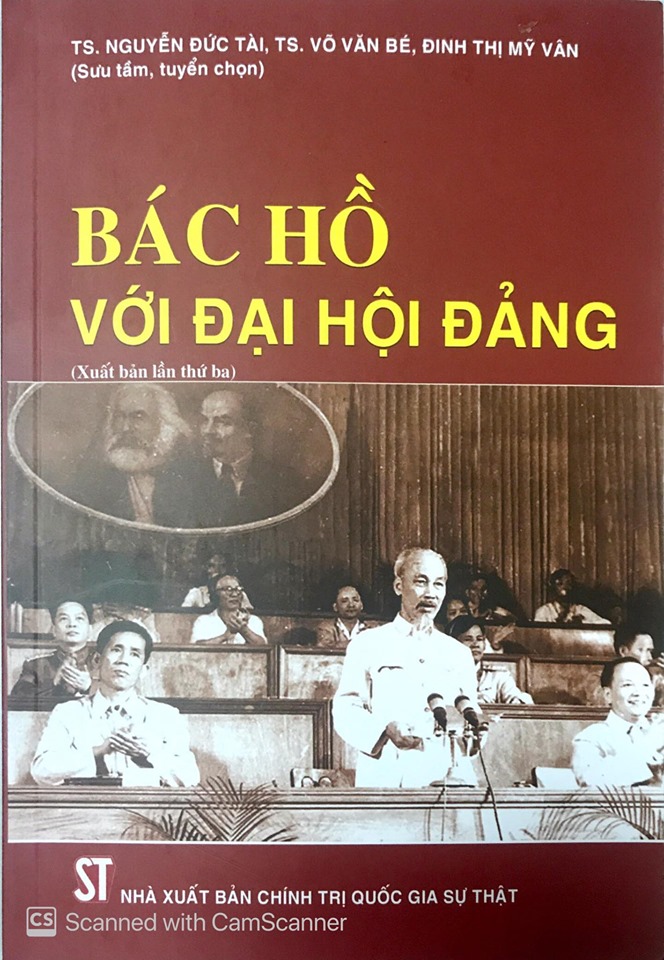 TS. NGUYỄN ĐỨC TÀI, TS. VÕ VĂN BÉ, ĐINH THỊ MỸ VÂN
(Sưu tầm, tuyển chọn)
BÁC HỒ
VỚI ĐẠI HỘI ĐẢNG
(Xuất bản lần thứ ba)
ST NHÀ XUẤT BẢN CHÍNH TRỊ QUỐC GIA SỰ THẬT
CS Scanned with CamScanner